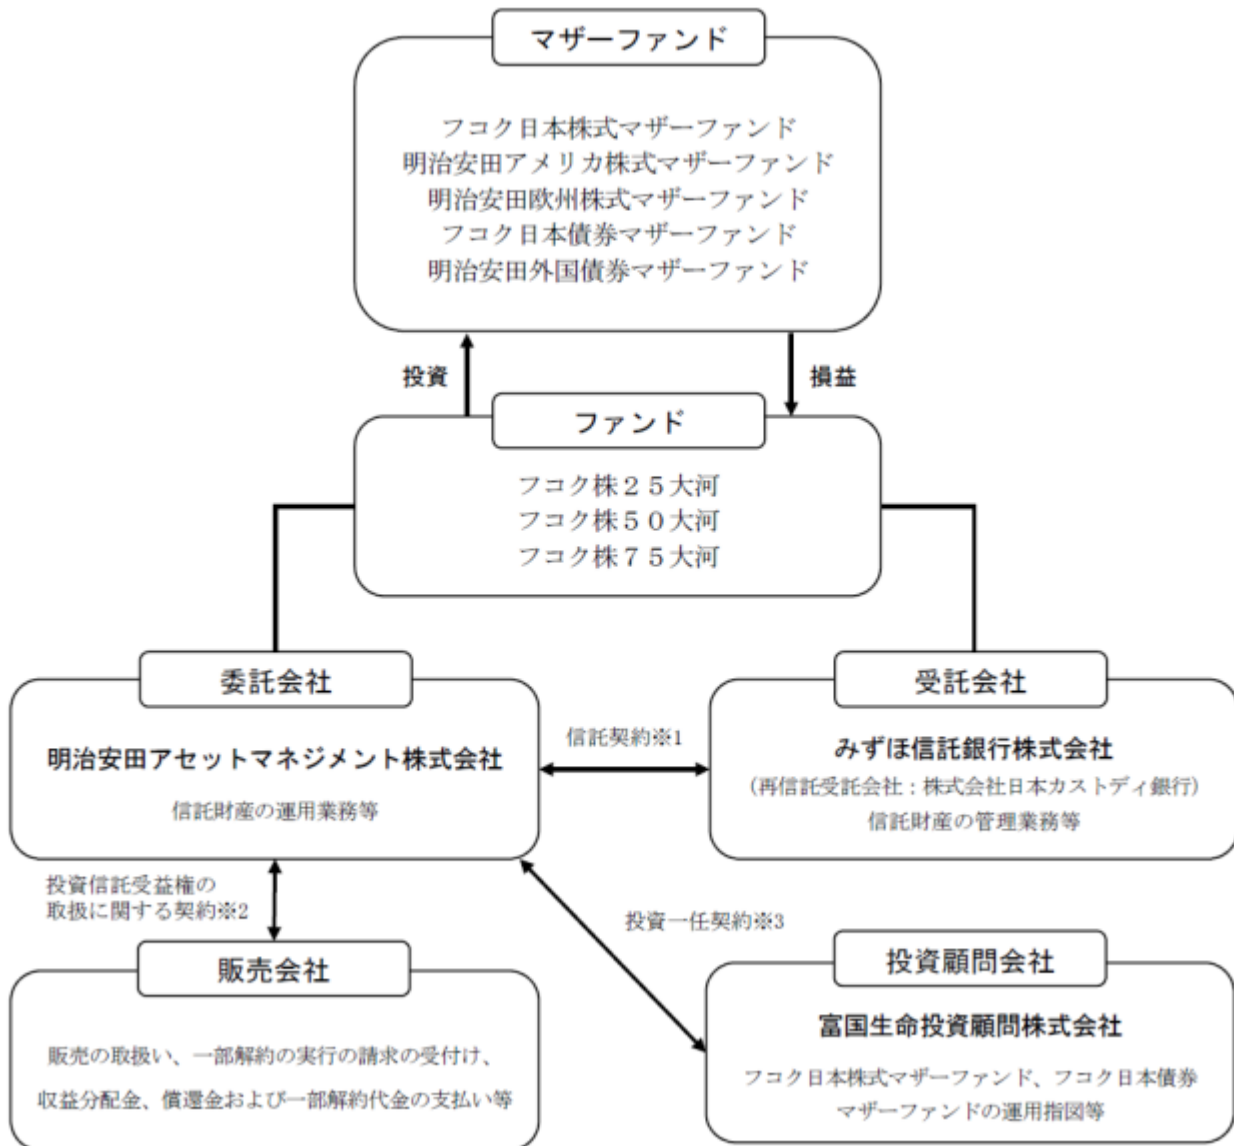 マザーファンド
フコク日本株式マザーファンド
明治安田アメリカ株式マザーファンド
明治安田欧州株式マザーファンド
フコク日本債券マザーファンド
明治安田外国債券マザーファンド
投資
損益
ファンド
フコク株２５大河
フコク株５０大河
フコク株７５大河
委託会社
明治安田アセットマネジメント株式会社
信託財産の運用業務等
信託契約※1
受託会社
みずほ信託銀行株式会社
（再信託受託会社：株式会社日本カストディ銀行）
信託財産の管理業務等
投資信託受益権の
取扱に関する契約※2
投資一任契約※3
販売会社
販売の取扱い、一部解約の実行の請求の受付け、
収益分配金、償還金および一部解約代金の支払い等
投資顧問会社
富国生命投資顧問株式会社
フコク日本株式マザーファンド、フコク日本債券
マザーファンドの運用指図等